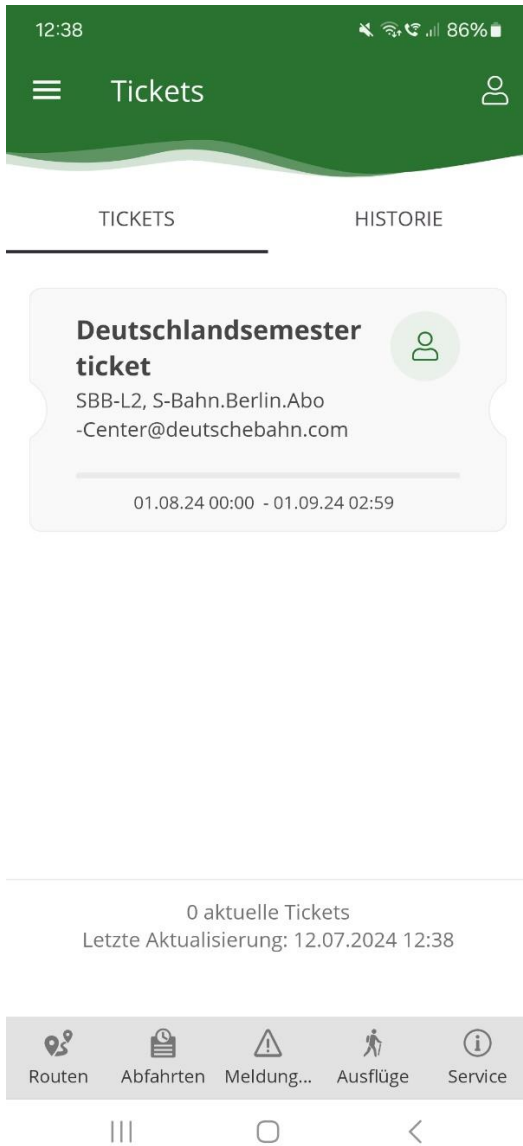 12:38
86%
Tickets
TICKETS
HISTORIE
Deutschlandsemester
ticket
SBB-L2, S-Bahn.Berlin.Abo
-Center@deutschebahn.com
01.08.24 00:00 - 01.09.24 02:59
0 aktuelle Tickets
Letzte Aktualisierung: 12.07.2024 12:38
Routen
Abfahrten
Meldung...
Ausflüge
Service